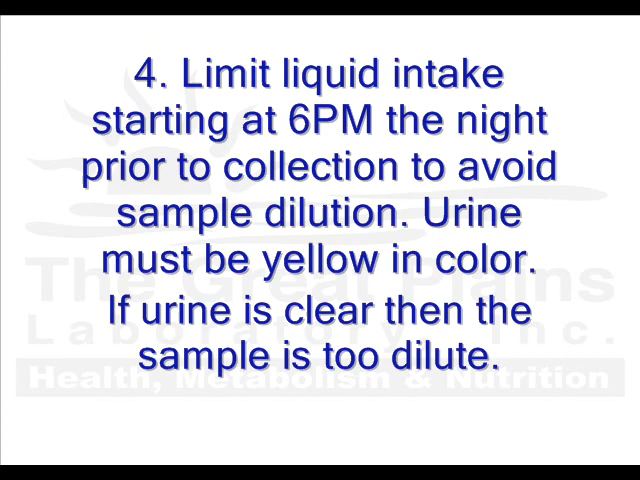 4. Limit liquid intake
starting at 6PM the night
prior to collection to avoid
sample dilution. Urine
must be yellow in color.
If urine is clear then the
sample is too dilute.
The Great Plains
Laboratory, Inc.
Health, Metabolism & Nutrition